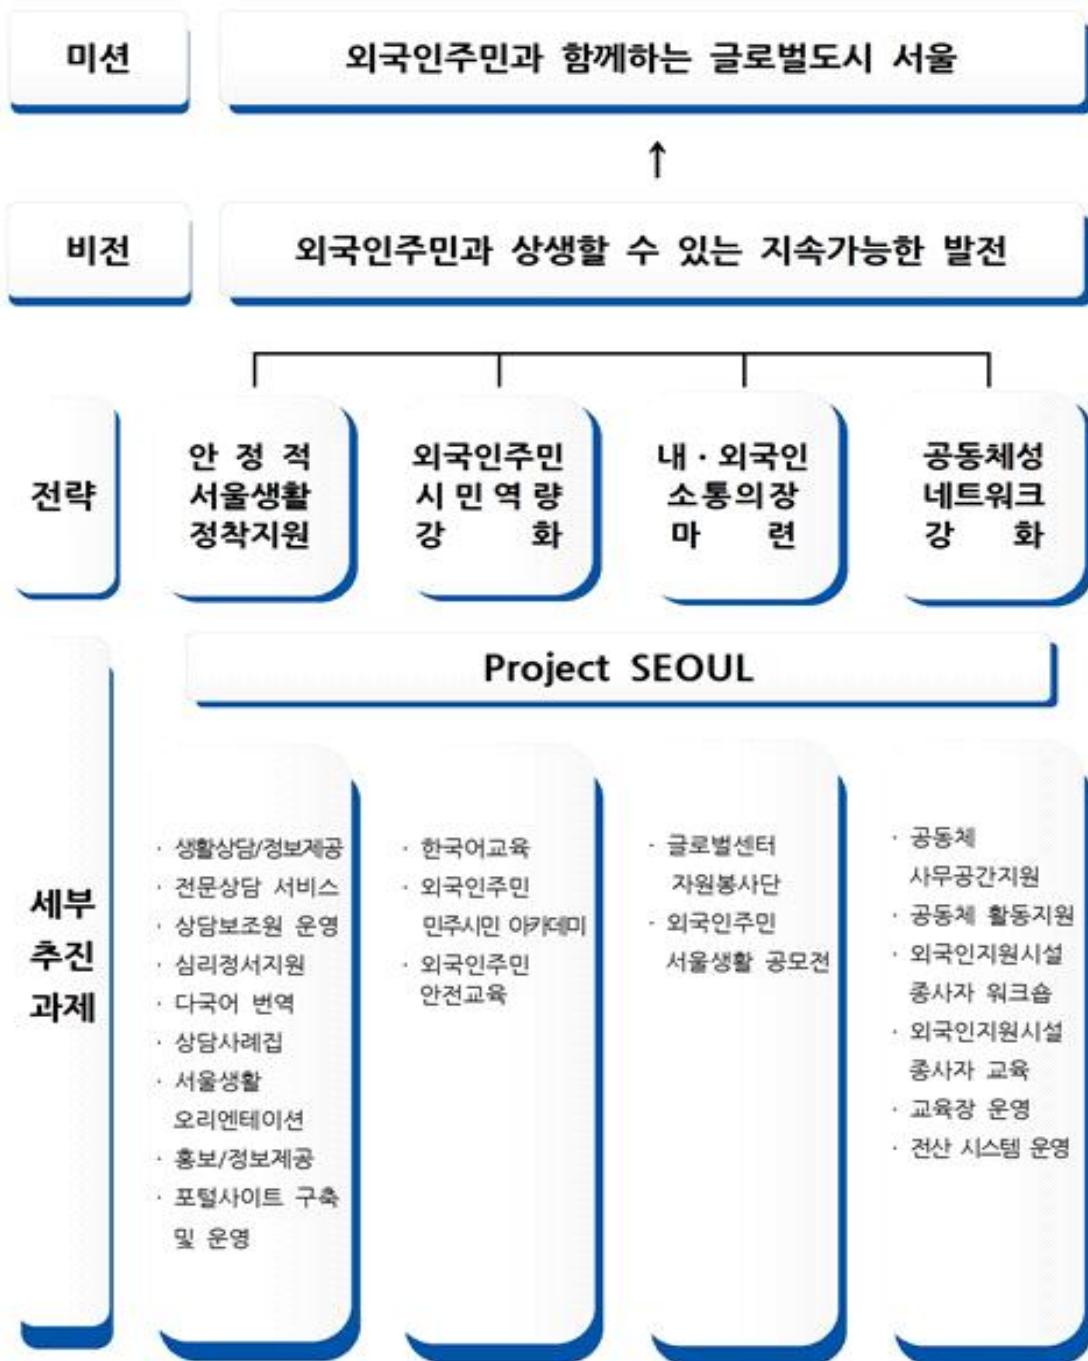 미션
외국인주민과 함께하는 글로벌도시 서울
↑
비전
외국인주민과 상생할 수 있는 지속가능한 발전
전략
안 정 적
서울생활
정착지원
외국인주민
시 민 역 량
강 화
내 · 외국인
소통의장
마 련
공동체성
네트워크
강 화
Project SEOUL
세부
추진
과제
· 생활상담/정보제공
· 전문상담 서비스
· 상담보조원 운영
· 심리정서지원
· 다국어 번역
· 상담사례집
· 서울생활
오리엔테이션
· 홍보/정보제공
· 포털사이트 구축
및 운영
· 한국어교육
· 외국인주민
민주시민 아카데미
· 외국인주민
안전교육
· 글로벌센터
자원봉사단
· 외국인주민
서울생활 공모전
· 공동체
사무공간지원
· 공동체 활동지원
· 외국인지원시설
종사자 워크숍
· 외국인지원시설
종사자 교육
· 교육장 운영
· 전산 시스템 운영